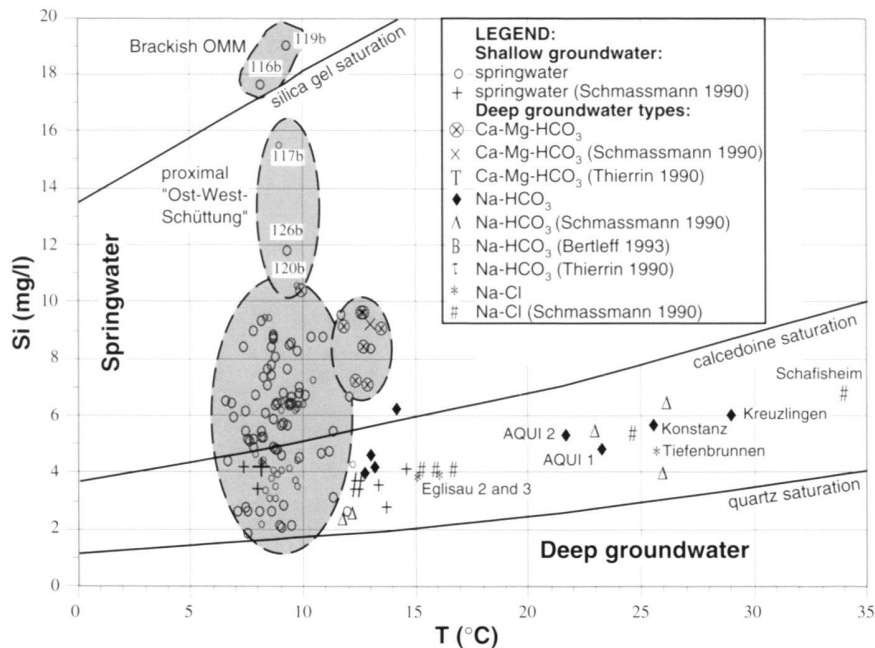 Si (mg/l)
20
18
16
14
12
10
8
6
4
2
0
0
5
10
15
20
25
30
35
T (°C)
Springwater
Deep groundwater
Brackish OMM
119b
116b
silica gel saturation
proximal
"Ost-West-
Schüttung"
117b
126b
120b
LEGEND:
Shallow groundwater:
springwater
+ springwater (Schmassmann 1990)
Deep groundwater types:
Ca-Mg-HCO₃
Ca-Mg-HCO₃ (Schmassmann 1990)
Ca-Mg-HCO₃ (Thierrin 1990)
Na-HCO₃
Na-HCO₃ (Schmassmann 1990)
B Na-HCO₃ (Bertleff 1993)
Na-HCO₃ (Thierrin 1990)
* Na-Cl
# Na-Cl (Schmassmann 1990)
calcedoine saturation
Schafisheim
Kreuzlingen
Konstanz
AQUI 2
AQUI 1
Tiefenbrunnen
Eglisau 2 and 3
quartz saturation